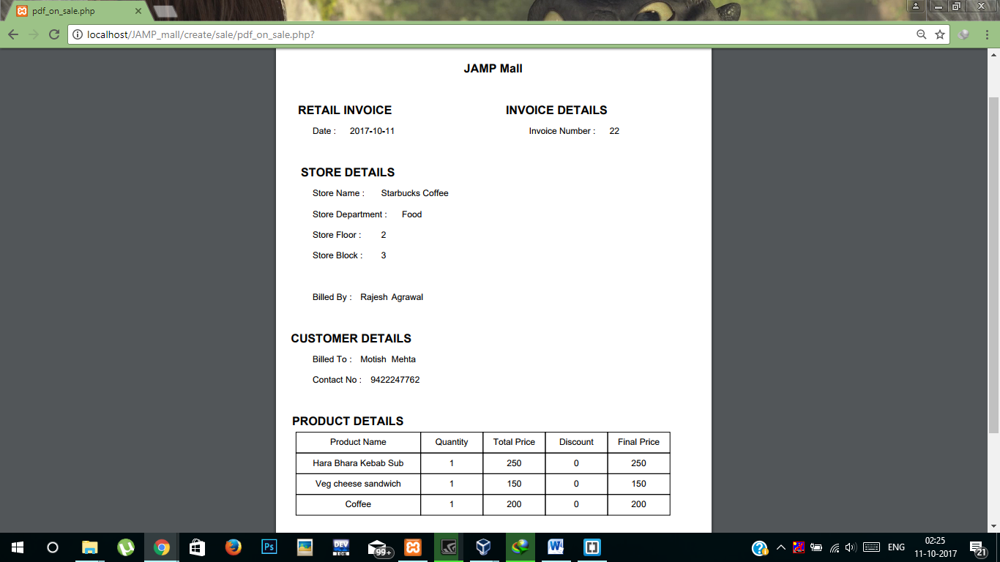 pdf_on_sale.php
localhost/JAMP_mall/create/sale/pdf_on_sale.php?
JAMP Mall
RETAIL INVOICE INVOICE DETAILS
Date : 2017-10-11 Invoice Number : 22
STORE DETAILS
Store Name : Starbucks Coffee
Store Department : Food
Store Floor : 2
Store Block : 3
Billed By : Rajesh Agrawal
CUSTOMER DETAILS
Billed To : Motish Mehta
Contact No : 9422247762
PRODUCT DETAILS
Product Name Quantity Total Price Discount Final Price
Hara Bhara Kebab Sub 1 250 0 250
Veg cheese sandwich 1 150 0 150
Coffee 1 200 0 200
Ps
DEV
IDE
99+
W
ENG
02:25
11-10-2017
21